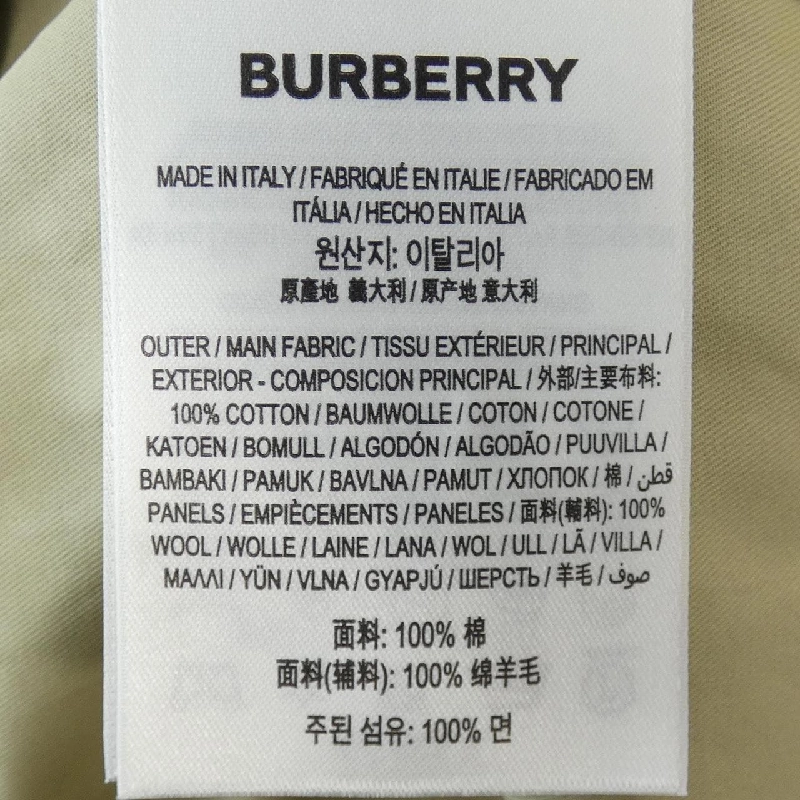 BURBERRY
MADE IN ITALY / FABRIQUÉ EN ITALIE / FABRICADO EM
ITÁLIA / HECHO EN ITALIA
원산지: 이탈리아
原產地 義大利 / 原产地 意大利
OUTER / MAIN FABRIC / TISSU EXTÉRIEUR / PRINCIPAL /
EXTERIOR - COMPOSICION PRINCIPAL / 外部/主要布料:
100% COTTON / BAUMWOLLE / COTON / COTONE /
KATOEN / BOMULL / ALGODÓN / ALGODÃO / PUUVILLA /
BAMBAKI / PAMUK / BAVLNA / PAMUT / ХЛОПОК / 棉 / قطن
PANELS / EMPIÈCEMENTS / PANELES / 面料(輔料): 100%
WOOL / WOLLE / LAINE / LANA / WOL / ULL / LÃ / VILLA /
ΜΑΛΛΙ / YÜN / VLNA / GYAPJÚ / ШЕРСТЬ / 羊毛 / صوف
面料: 100% 棉
面料(辅料): 100% 绵羊毛
주된 섬유: 100% 면